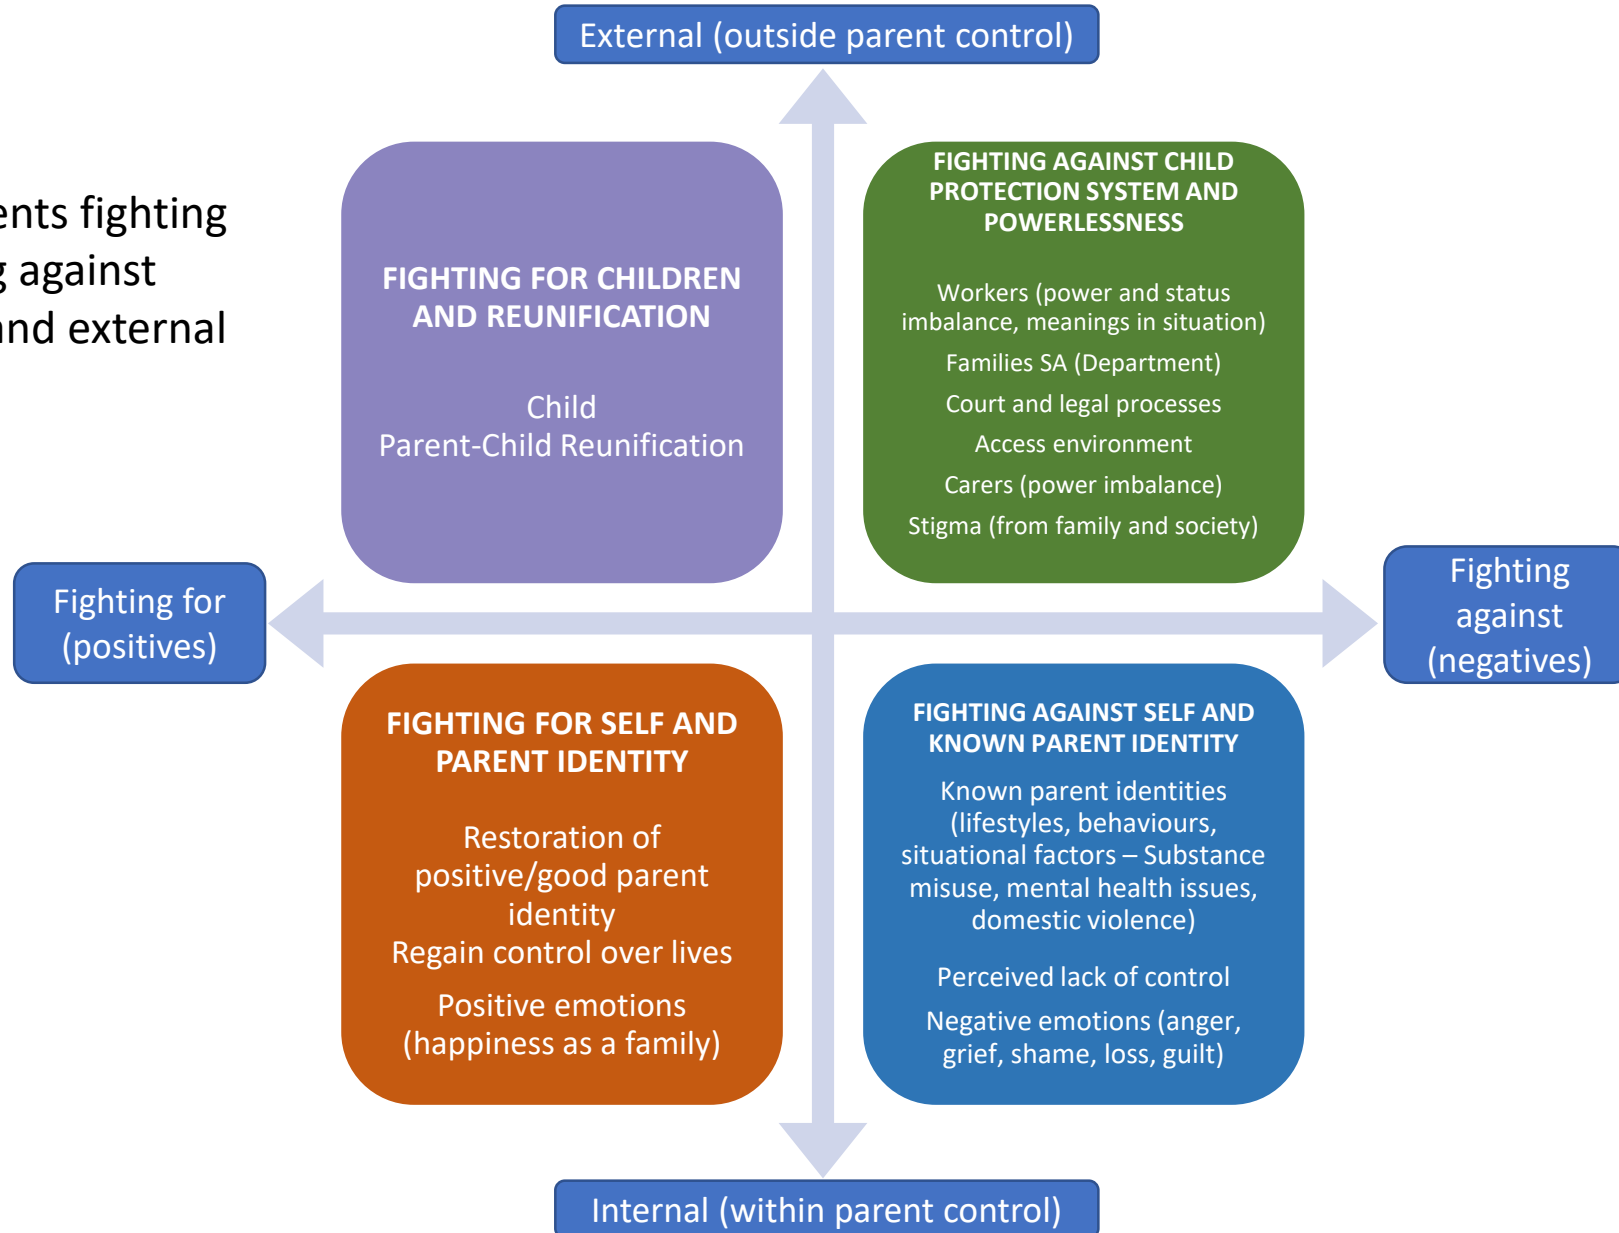 External (outside parent control)
ents fighting
g against
and external
FIGHTING FOR CHILDREN
AND REUNIFICATION
Child
Parent-Child Reunification
FIGHTING AGAINST CHILD
PROTECTION SYSTEM AND
POWERLESSNESS
Workers (power and status
imbalance, meanings in situation)
Families SA (Department)
Court and legal processes
Access environment
Carers (power imbalance)
Stigma (from family and society)
Fighting for
(positives)
Fighting
against
(negatives)
FIGHTING FOR SELF AND
PARENT IDENTITY
Restoration of
positive/good parent
identity
Regain control over lives
Positive emotions
(happiness as a family)
FIGHTING AGAINST SELF AND
KNOWN PARENT IDENTITY
Known parent identities
(lifestyles, behaviours,
situational factors – Substance
misuse, mental health issues,
domestic violence)
Perceived lack of control
Negative emotions (anger,
grief, shame, loss, guilt)
Internal (within parent control)